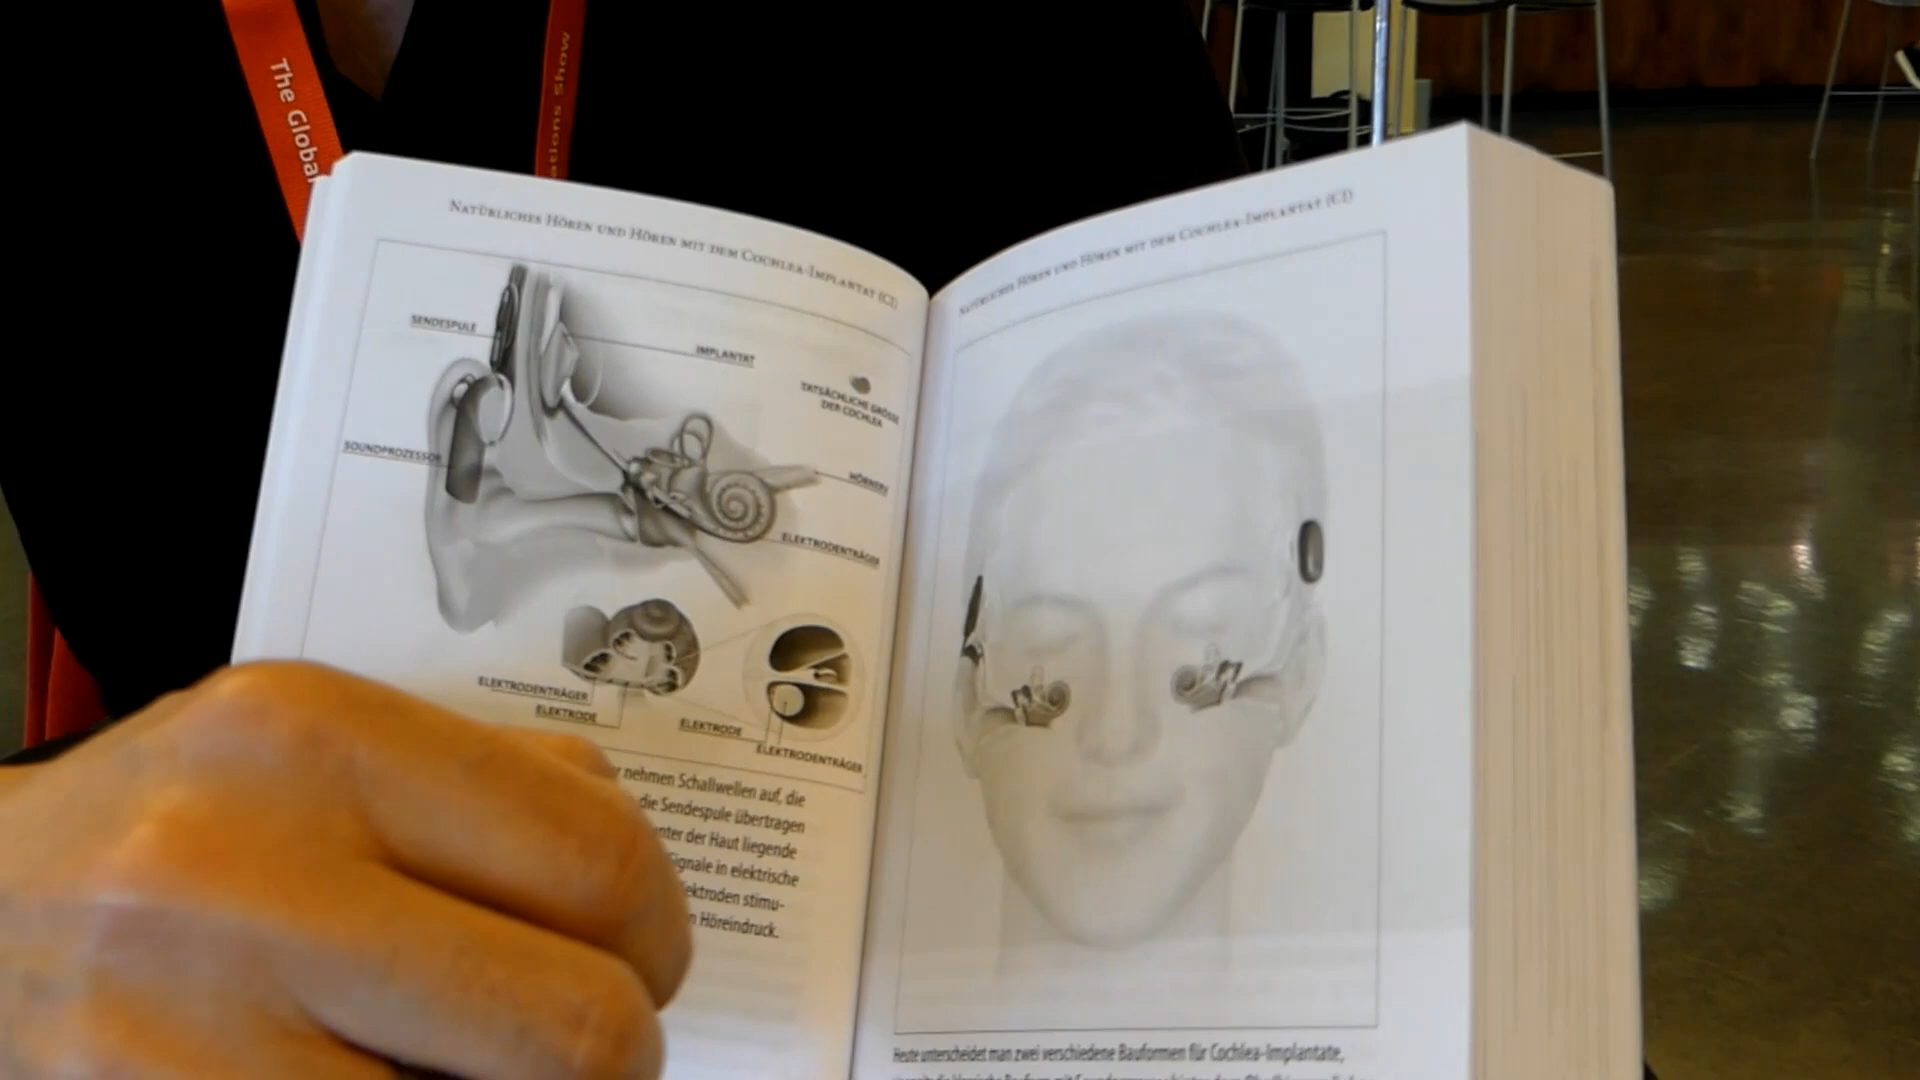 The Global
ations Show
NATÜRLICHES HÖREN UND HÖREN MIT DEM COCHLEA-IMPLANTAT (CI)
SENDESPULE
IMPLANTAT
TATSÄCHLICHE GRÖSSE
DER COCHLEA
SOUNDPROZESSOR
HÖRNERV
ELEKTRODENTRÄGER
ELEKTRODENTRÄGER
ELEKTRODE
ELEKTRODE
ELEKTRODENTRÄGER
nehmen Schallwellen auf, die
die Sendespule übertragen
unter der Haut liegende
Signale in elektrische
lektroden stimu-
n Höreindruck.
NATÜRLICHES HÖREN UND HÖREN MIT DEM COCHLEA-IMPLANTAT (CI)
Heute unterscheidet man zwei verschiedene Bauformen für Cochlea-Implantate,